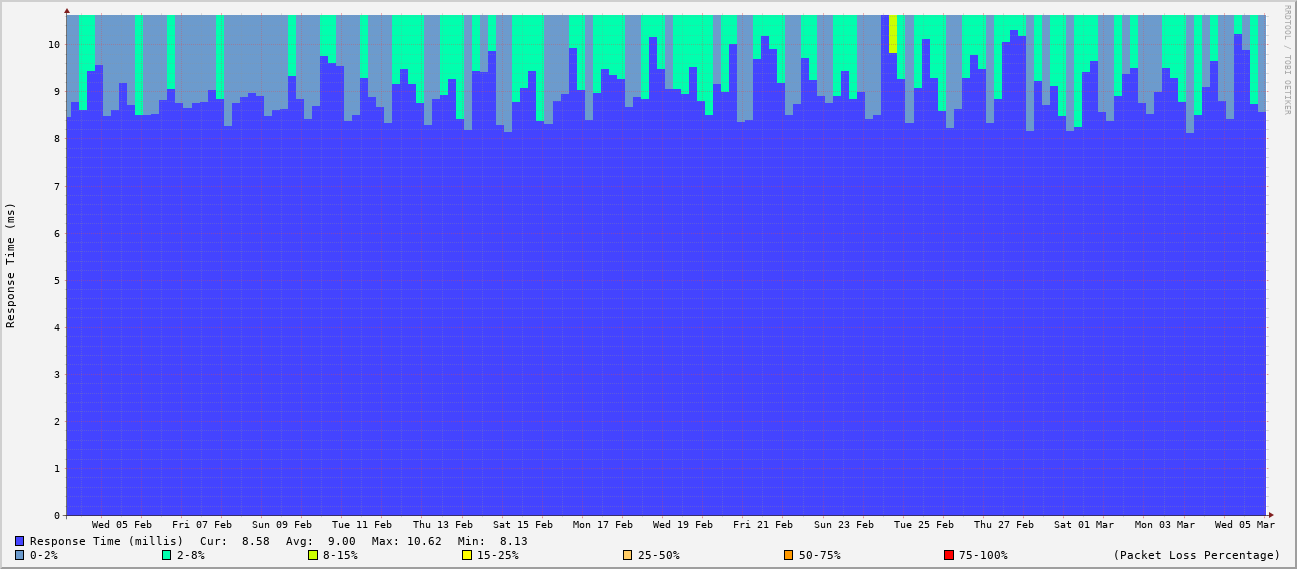 RRDTOOL / TOBI OETIKER
Response Time (ms)
10
9
8
7
6
5
4
3
2
1
0
Wed 05 Feb Fri 07 Feb Sun 09 Feb Tue 11 Feb Thu 13 Feb Sat 15 Feb Mon 17 Feb Wed 19 Feb Fri 21 Feb Sun 23 Feb Tue 25 Feb Thu 27 Feb Sat 01 Mar Mon 03 Mar Wed 05 Mar
Response Time (millis) Cur: 8.58 Avg: 9.00 Max: 10.62 Min: 8.13
0-2% 2-8% 8-15% 15-25% 25-50% 50-75% 75-100% (Packet Loss Percentage)